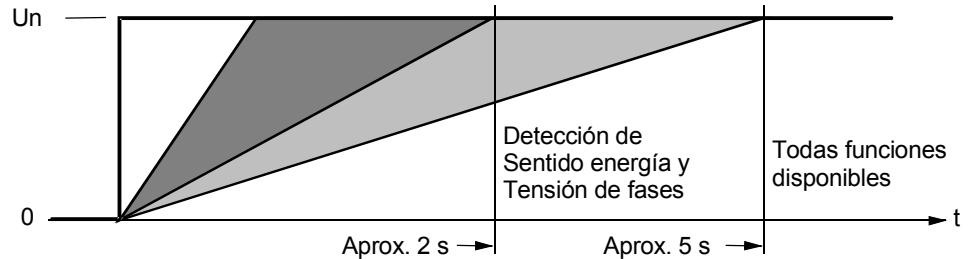 Un
Detección de
Sentido energía y
Tensión de fases
Todas funciones
disponibles
0
t
Aprox. 2 s
Aprox. 5 s